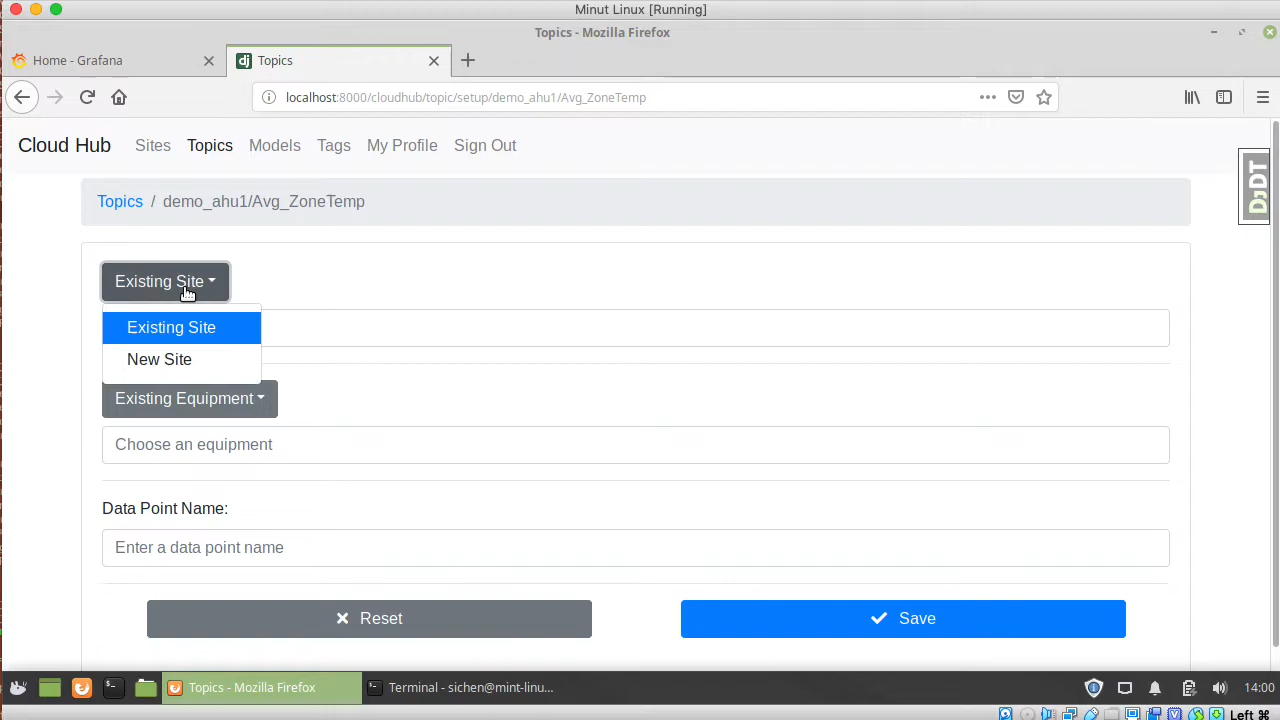 Minut Linux [Running]
Topics - Mozilla Firefox
Home - Grafana
dj Topics
localhost:8000/cloudhub/topic/setup/demo_ahu1/Avg_ZoneTemp
Cloud Hub Sites Topics Models Tags My Profile Sign Out
DjDT
Topics / demo_ahu1/Avg_ZoneTemp
Existing Site
Existing Site
New Site
Existing Equipment
Choose an equipment
Data Point Name:
Enter a data point name
Reset
Save
Topics - Mozilla Firefox
Terminal - sichen@mint-linu...
14:00
Left ⌘